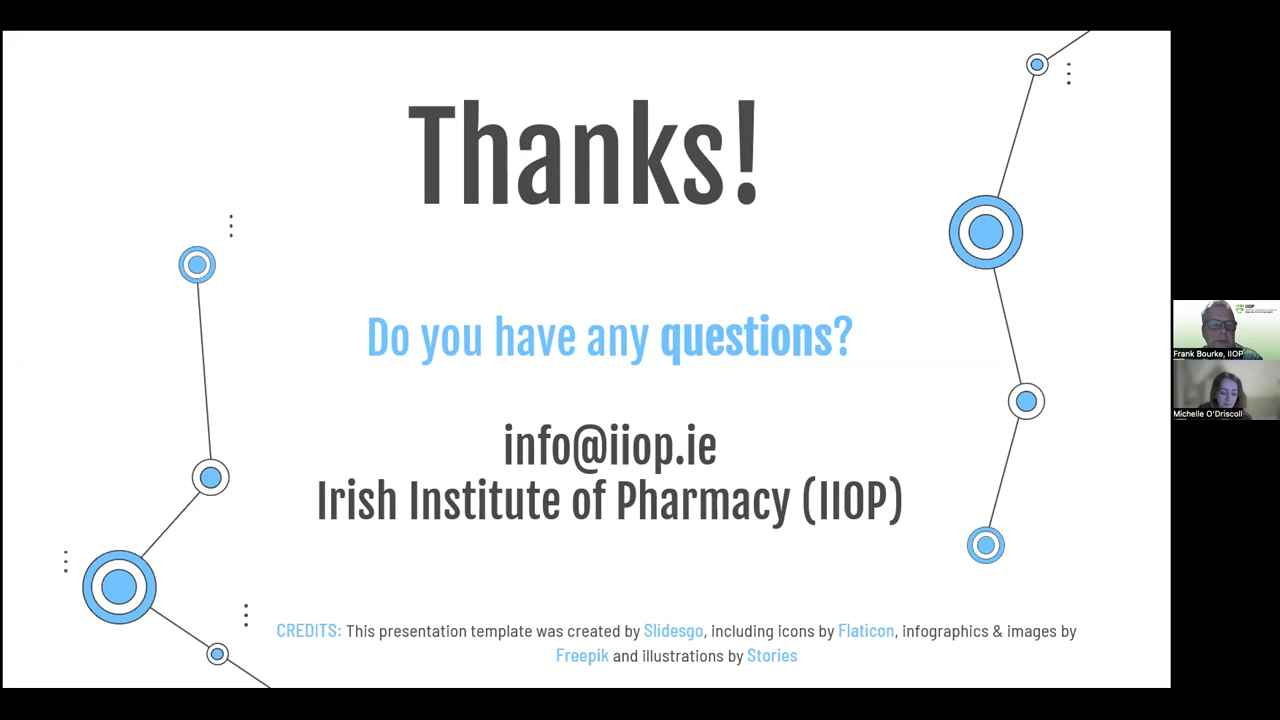 Thanks!
Do you have any questions?
info@iiop.ie
Irish Institute of Pharmacy (IIOP)
CREDITS: This presentation template was created by Slidesgo, including icons by Flaticon, infographics & images by
Freepik and illustrations by Stories
IIOP
Frank Bourke, IIOP
Michelle O'Driscoll